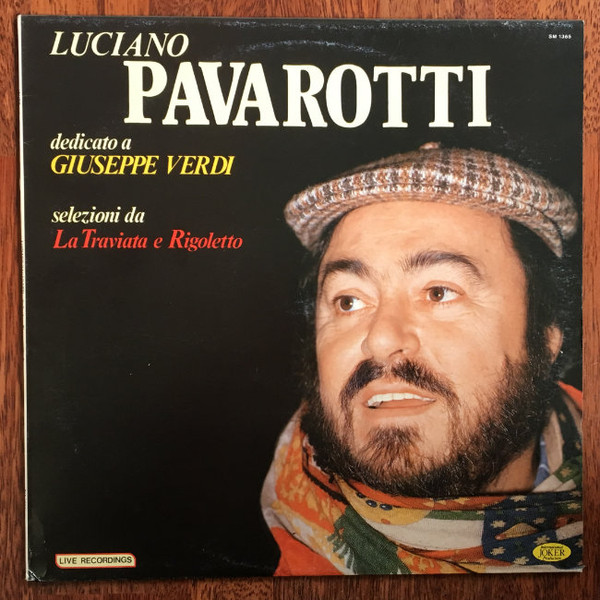 SM 1365
LUCIANO
PAVAROTTI
dedicato a
GIUSEPPE VERDI
selezioni da
La Traviata e Rigoletto
LIVE RECORDINGS
JOKER